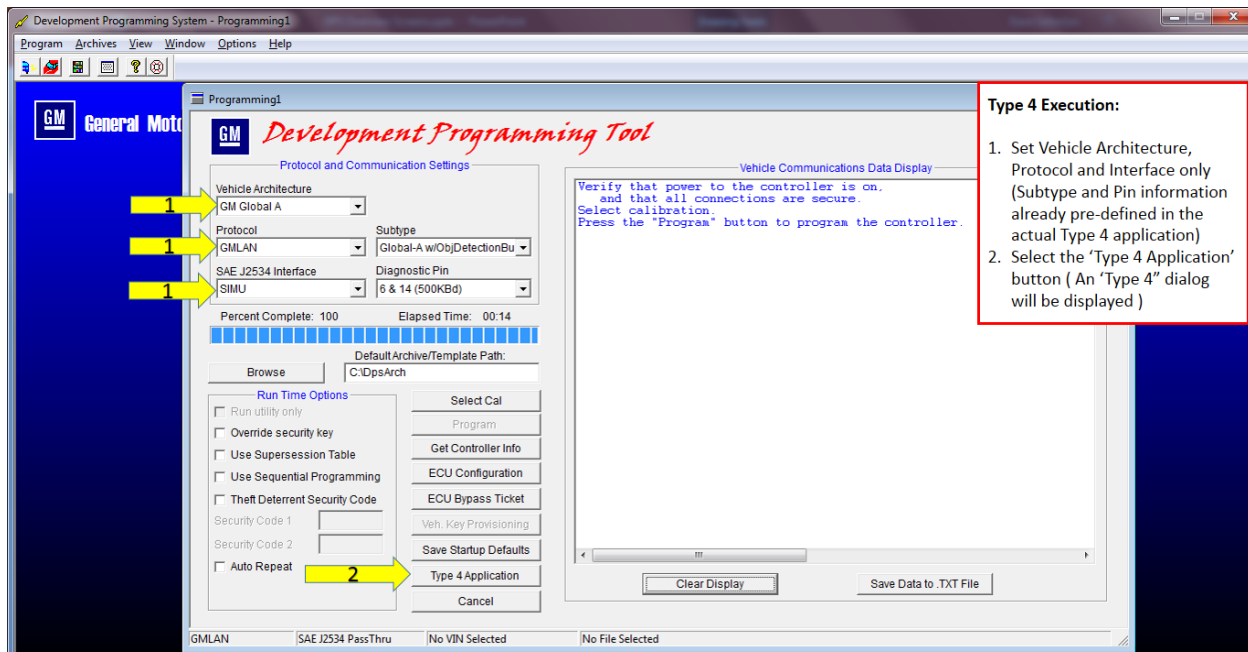 Development Programming System - Programming1
Program Archives View Window Options Help
GM General Moto
Programming1
GM Development Programming Tool
Protocol and Communication Settings
Vehicle Architecture
1 GM Global A
Protocol Subtype
1 GMLAN Global-A w/ObjDetectionBu
SAE J2534 Interface Diagnostic Pin
1 SIMU 6 & 14 (500KBd)
Percent Complete: 100 Elapsed Time: 00:14
Default Archive/Template Path:
Browse C:\DpsArch
Run Time Options
Run utility only
Override security key
Use Supersession Table
Use Sequential Programming
Theft Deterrent Security Code
Security Code 1
Security Code 2
Auto Repeat
Select Cal
Program
Get Controller Info
ECU Configuration
ECU Bypass Ticket
Veh. Key Provisioning
Save Startup Defaults
2 Type 4 Application
Cancel
Vehicle Communications Data Display
Verify that power to the controller is on,
and that all connections are secure.
Select calibration.
Press the "Program" button to program the controller.
Clear Display Save Data to .TXT File
GMLAN SAE J2534 PassThru No VIN Selected No File Selected
Type 4 Execution:
1. Set Vehicle Architecture,
Protocol and Interface only
(Subtype and Pin information
already pre-defined in the
actual Type 4 application)
2. Select the ‘Type 4 Application’
button ( An ‘Type 4” dialog
will be displayed )